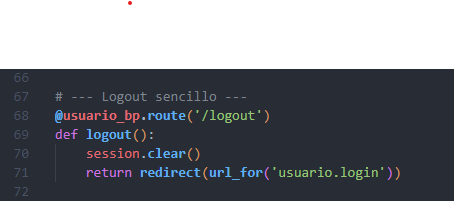 66
67 # --- Logout sencillo ---
68 @usuario_bp.route('/logout')
69 def logout():
70 session.clear()
71 return redirect(url_for('usuario.login'))
72